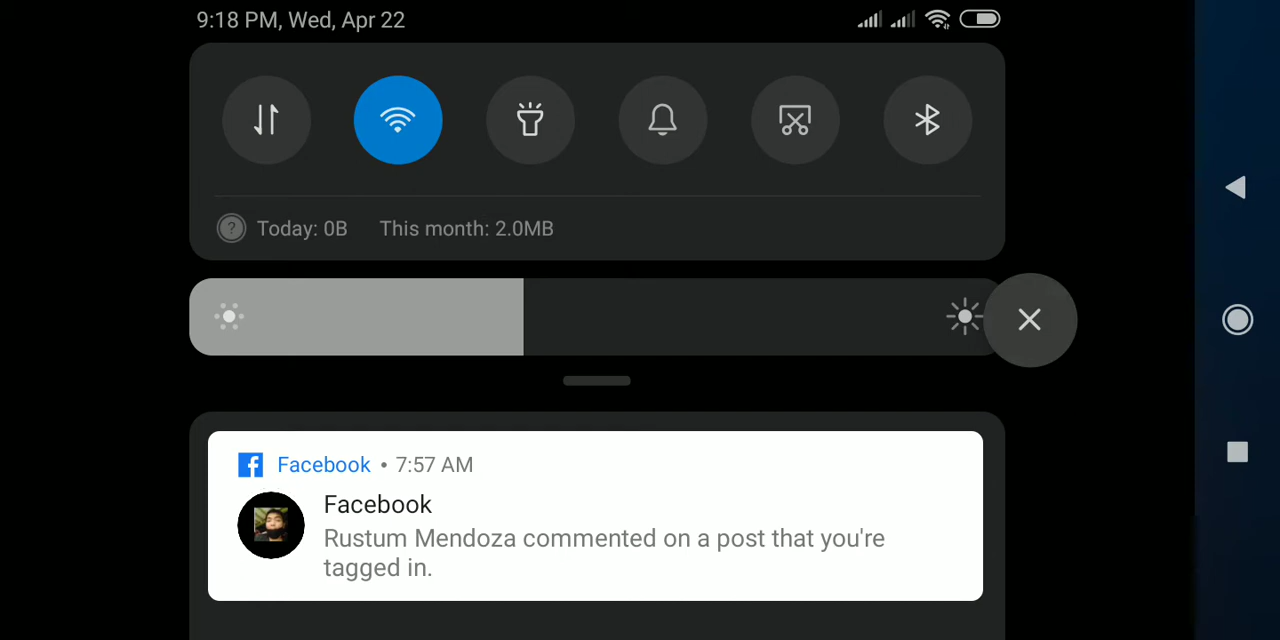 9:18 PM, Wed, Apr 22
Today: 0B This month: 2.0MB
Facebook • 7:57 AM
Facebook
Rustum Mendoza commented on a post that you're
tagged in.